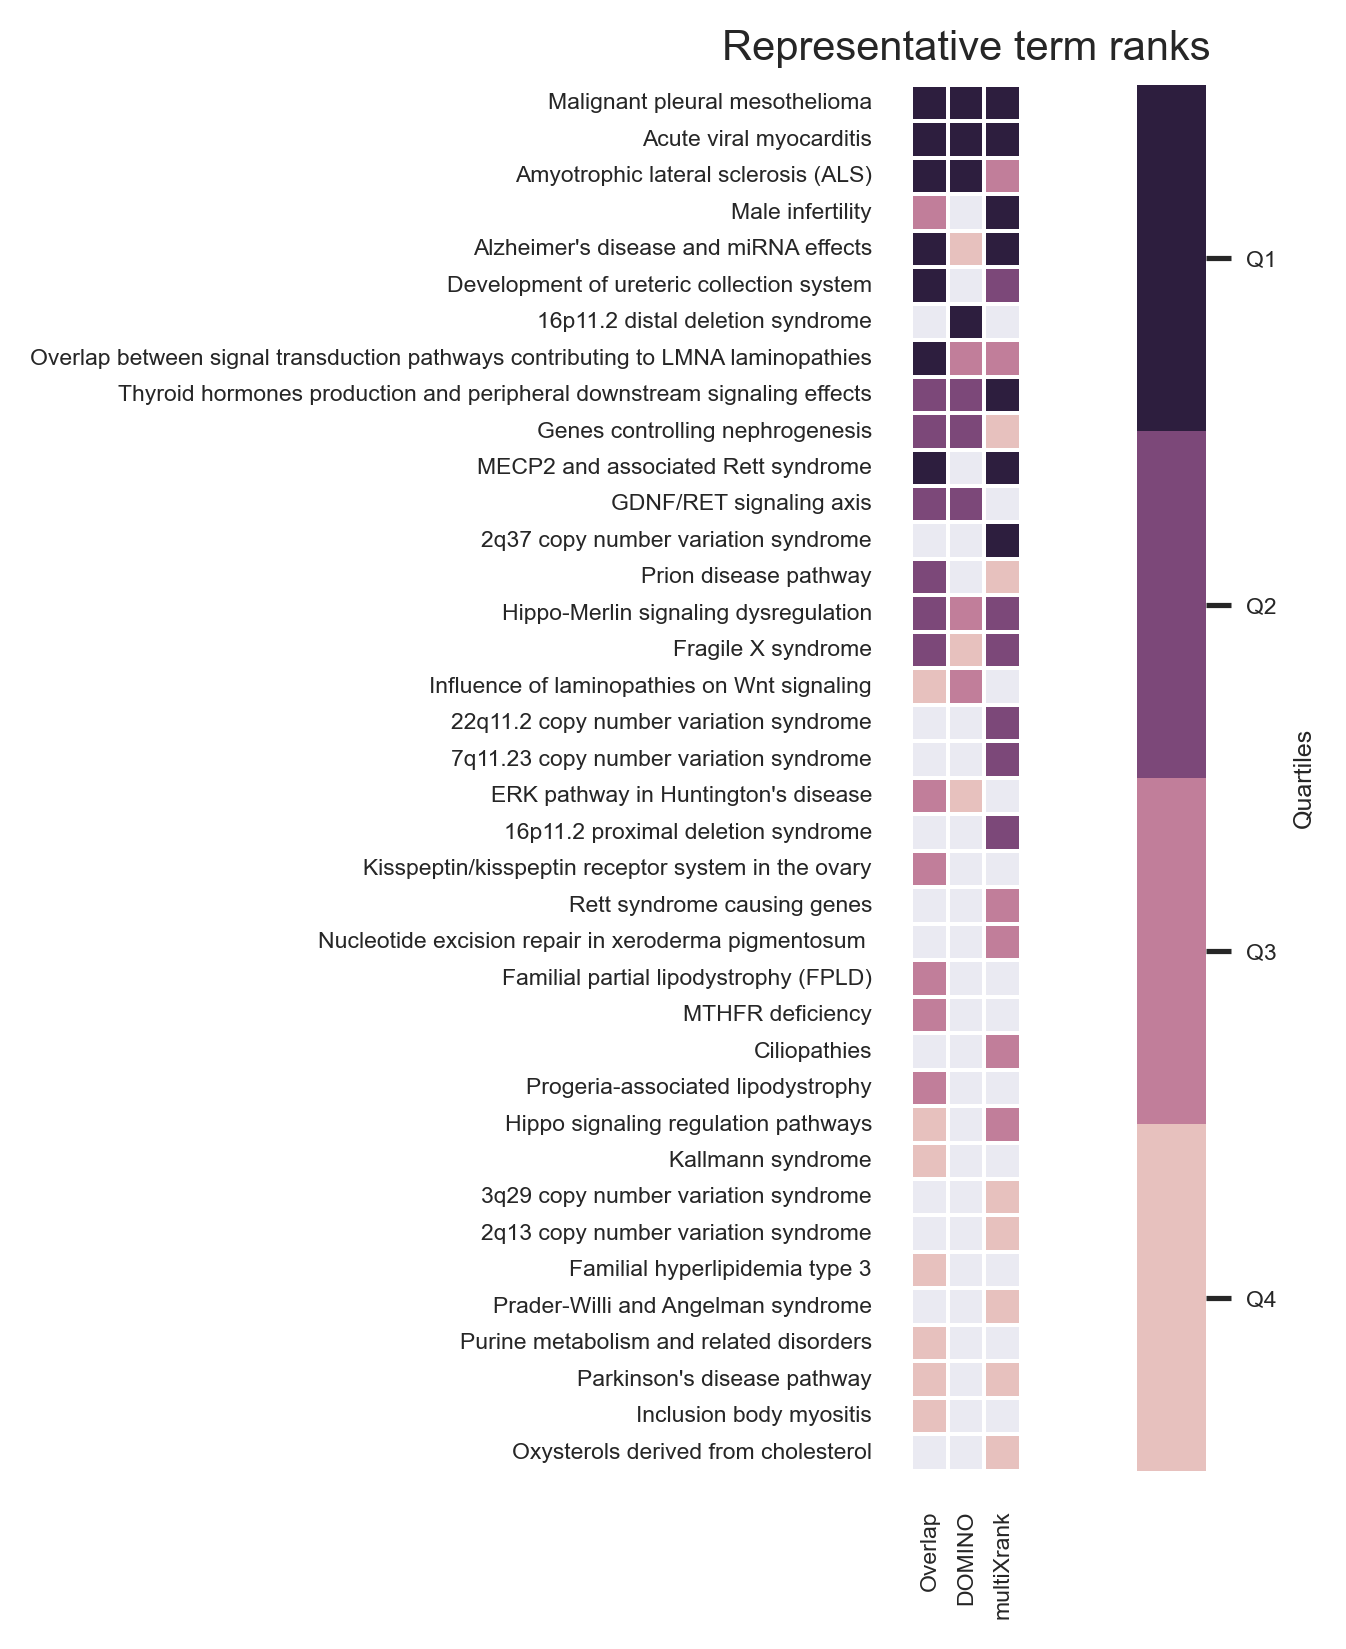 Representative term ranks
Malignant pleural mesothelioma
Acute viral myocarditis
Amyotrophic lateral sclerosis (ALS)
Male infertility
Alzheimer's disease and miRNA effects
Development of ureteric collection system
16p11.2 distal deletion syndrome
Overlap between signal transduction pathways contributing to LMNA laminopathies
Thyroid hormones production and peripheral downstream signaling effects
Genes controlling nephrogenesis
MECP2 and associated Rett syndrome
GDNF/RET signaling axis
2q37 copy number variation syndrome
Prion disease pathway
Hippo-Merlin signaling dysregulation
Fragile X syndrome
Influence of laminopathies on Wnt signaling
22q11.2 copy number variation syndrome
7q11.23 copy number variation syndrome
ERK pathway in Huntington's disease
16p11.2 proximal deletion syndrome
Kisspeptin/kisspeptin receptor system in the ovary
Rett syndrome causing genes
Nucleotide excision repair in xeroderma pigmentosum
Familial partial lipodystrophy (FPLD)
MTHFR deficiency
Ciliopathies
Progeria-associated lipodystrophy
Hippo signaling regulation pathways
Kallmann syndrome
3q29 copy number variation syndrome
2q13 copy number variation syndrome
Familial hyperlipidemia type 3
Prader-Willi and Angelman syndrome
Purine metabolism and related disorders
Parkinson's disease pathway
Inclusion body myositis
Oxysterols derived from cholesterol
Overlap
DOMINO
multiXrank
Q1
Q2
Q3
Q4
Quartiles